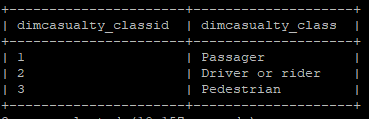 +----------------------+--------------------+
| dimcasualty_classid | dimcasualty_class |
+----------------------+--------------------+
| 1 | Passager |
| 2 | Driver or rider |
| 3 | Pedestrian |
+----------------------+--------------------+